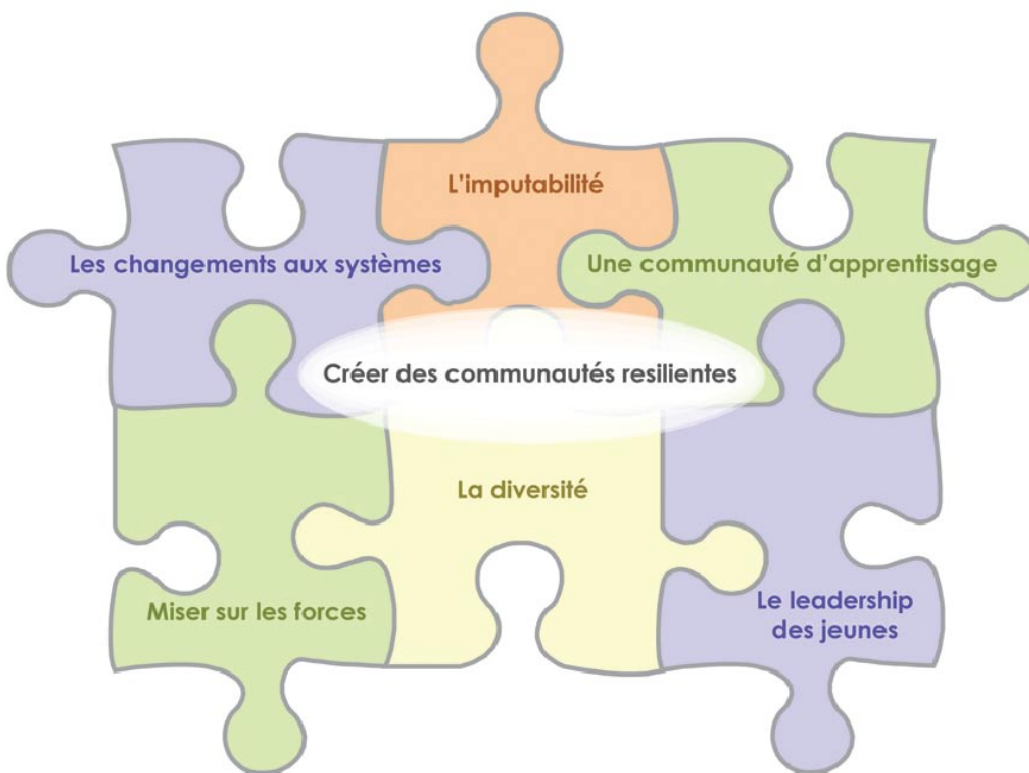 L'imputabilité
Les changements aux systèmes
Une communauté d'apprentissage
Créer des communautés resilientes
La diversité
Miser sur les forces
Le leadership
des jeunes